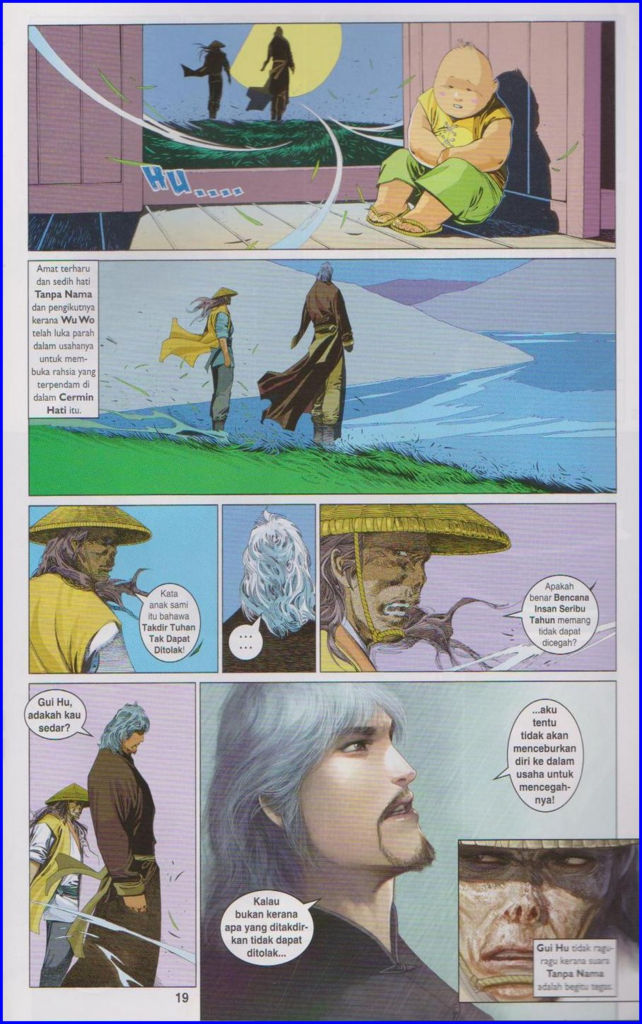 HU....
Amat terharu
dan sedih hati
Tanpa Nama
dan pengikutnya
kerana Wu Wo
telah luka parah
dalam usahanya
untuk mem-
buka rahsia yang
terpendam di
dalam Cermin
Hati itu.
Kata
anak sami
itu bahawa
Takdir Tuhan
Tak Dapat
Ditolak!
...
...
Apakah
benar Bencana
Insan Seribu
Tahun memang
tidak dapat
dicegah?
Gui Hu,
adakah kau
sedar?
Kalau
bukan kerana
apa yang ditakdir-
kan tidak dapat
ditolak...
...aku
tentu
tidak akan
menceburkan
diri ke dalam
usaha untuk
mencegah-
nya!
Gui Hu tidak ragu-
ragu kerana suara
Tanpa Nama
adalah begitu tegas.
19